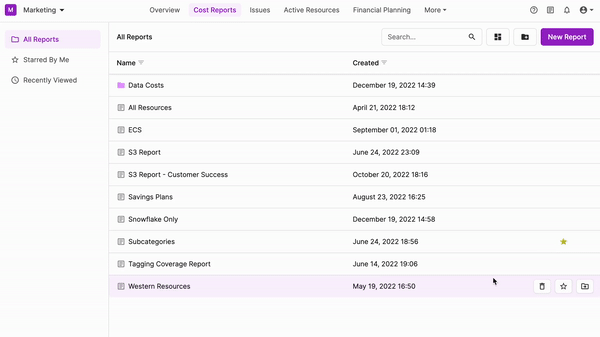 M Marketing Overview Cost Reports Issues Active Resources Financial Planning More
All Reports
Starred By Me
Recently Viewed
All Reports Search... New Report
Name Created
Data Costs December 19, 2022 14:39
All Resources April 21, 2022 18:12
ECS September 01, 2022 01:18
S3 Report June 24, 2022 23:09
S3 Report - Customer Success October 20, 2022 18:16
Savings Plans August 23, 2022 16:25
Snowflake Only December 19, 2022 14:58
Subcategories June 24, 2022 18:56
Tagging Coverage Report June 14, 2022 19:06
Western Resources May 19, 2022 16:50